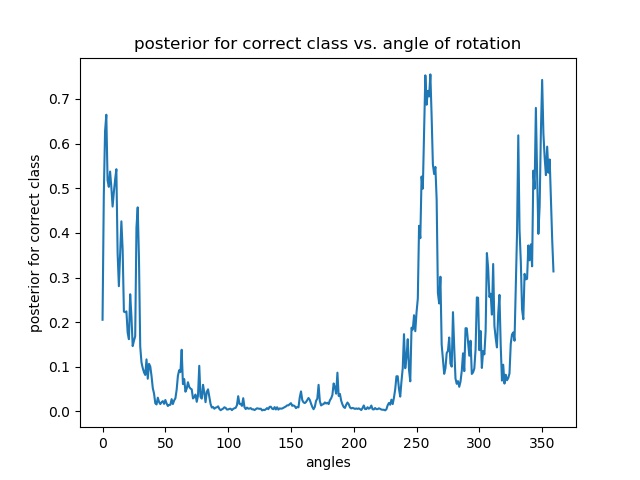 posterior for correct class vs. angle of rotation
0.7
0.6
0.5
0.4
0.3
0.2
0.1
0.0
posterior for correct class
0 50 100 150 200 250 300 350
angles